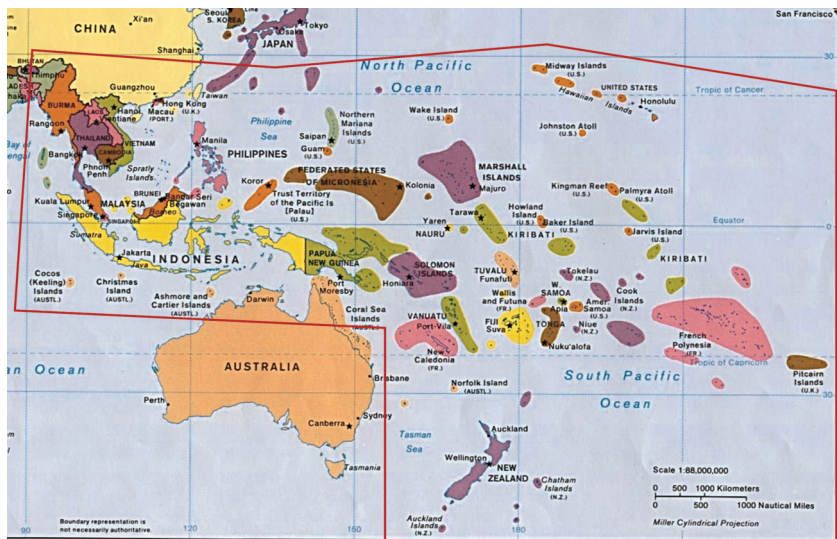 San Francisco
Seoul
S. KOREA
Line
Tokyo
Osaka
JAPAN
CHINA
Xi'an
Shanghai
30
North Pacific
Ocean
Midway Islands
(U.S.)
Hawaiian
Islands
UNITED STATES
Honolulu
Tropic of Cancer
BHUTAN
Thimphu
Guangzhou
Taiwan
Hong Kong
(U.K.)
Macau
(PORT.)
BURMA
Hanoi
LAOS
Vientiane
Rangoon
THAILAND
VIETNAM
Bangkok
CAMBODIA
Phnom
Penh
Spratly
Islands
Bay of
Philippine
Sea
Manila
PHILIPPINES
Northern
Mariana
Islands
(U.S.)
Saipan
Guam
(U.S.)
Wake Island
(U.S.)
Johnston Atoll
(U.S.)
FEDERATED STATES
OF MICRONESIA
Kolonia
Koror
Trust Territory
of the Pacific Is
[Palau]
(U.S.)
MARSHALL
ISLANDS
Majuro
Kingman Reef
(U.S.)
Palmyra Atoll
(U.S.)
Kuala Lumpur
MALAYSIA
BRUNEI
Bandar Seri
Begawan
Singapore
SINGAPORE
Borneo
Sumatra
Tarawa
Yaren
NAURU
Howland
Island
(U.S.)
Baker Island
(U.S.)
Equator
0
KIRIBATI
Jarvis Island
(U.S.)
KIRIBATI
Jakarta
Java
INDONESIA
PAPUA
NEW GUINEA
Port
Moresby
SOLOMON
ISLANDS
Honiara
TUVALU
Funafuti
Tokelau
(N.Z.)
Cocos
(Keeling)
Islands
(AUSTL.)
Christmas
Island
(AUSTL.)
Ashmore and
Cartier Islands
(AUSTL.)
Darwin
Coral Sea
Islands
(AUSTL.)
Wallis
and Futuna
(FR.)
W.
SAMOA
Apia
Amer.
Samoa
(U.S.)
Cook
Islands
(N.Z.)
VANUATU
Port-Vila
FIJI
Suva
TONGA
Niue
(N.Z.)
Nuku'alofa
New
Caledonia
(FR.)
French
Polynesia
(FR.)
Tropic of Capricorn
Pitcairn
Islands
(U.K.)
an Ocean
AUSTRALIA
Brisbane
Norfolk Island
(AUSTL.)
South Pacific
Ocean
30
Perth
Sydney
Canberra
Tasman
Sea
Auckland
Wellington
NEW
ZEALAND
Chatham
Islands
(N.Z.)
Tasmania
Auckland
Islands
(N.Z.)
Scale 1:88,000,000
0 500 1000 Kilometers
0 500 1000 Nautical Miles
Miller Cylindrical Projection
Boundary representation is
not necessarily authoritative.
90
120
150
180